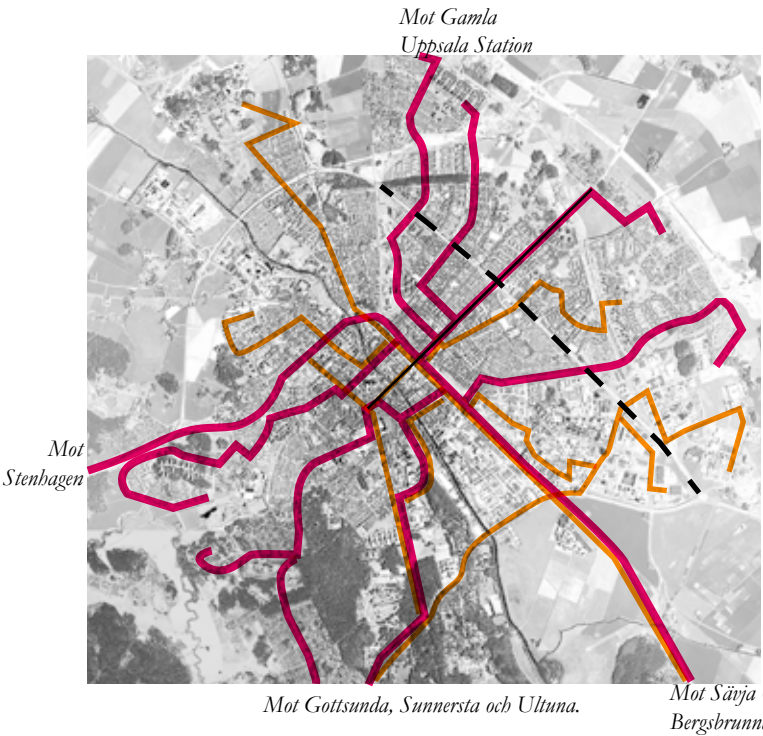 Mot Gamla
Uppsala Station
Mot
Stenhagen
Mot Gottsunda, Sunnersta och Ultuna.
Mot Sävja